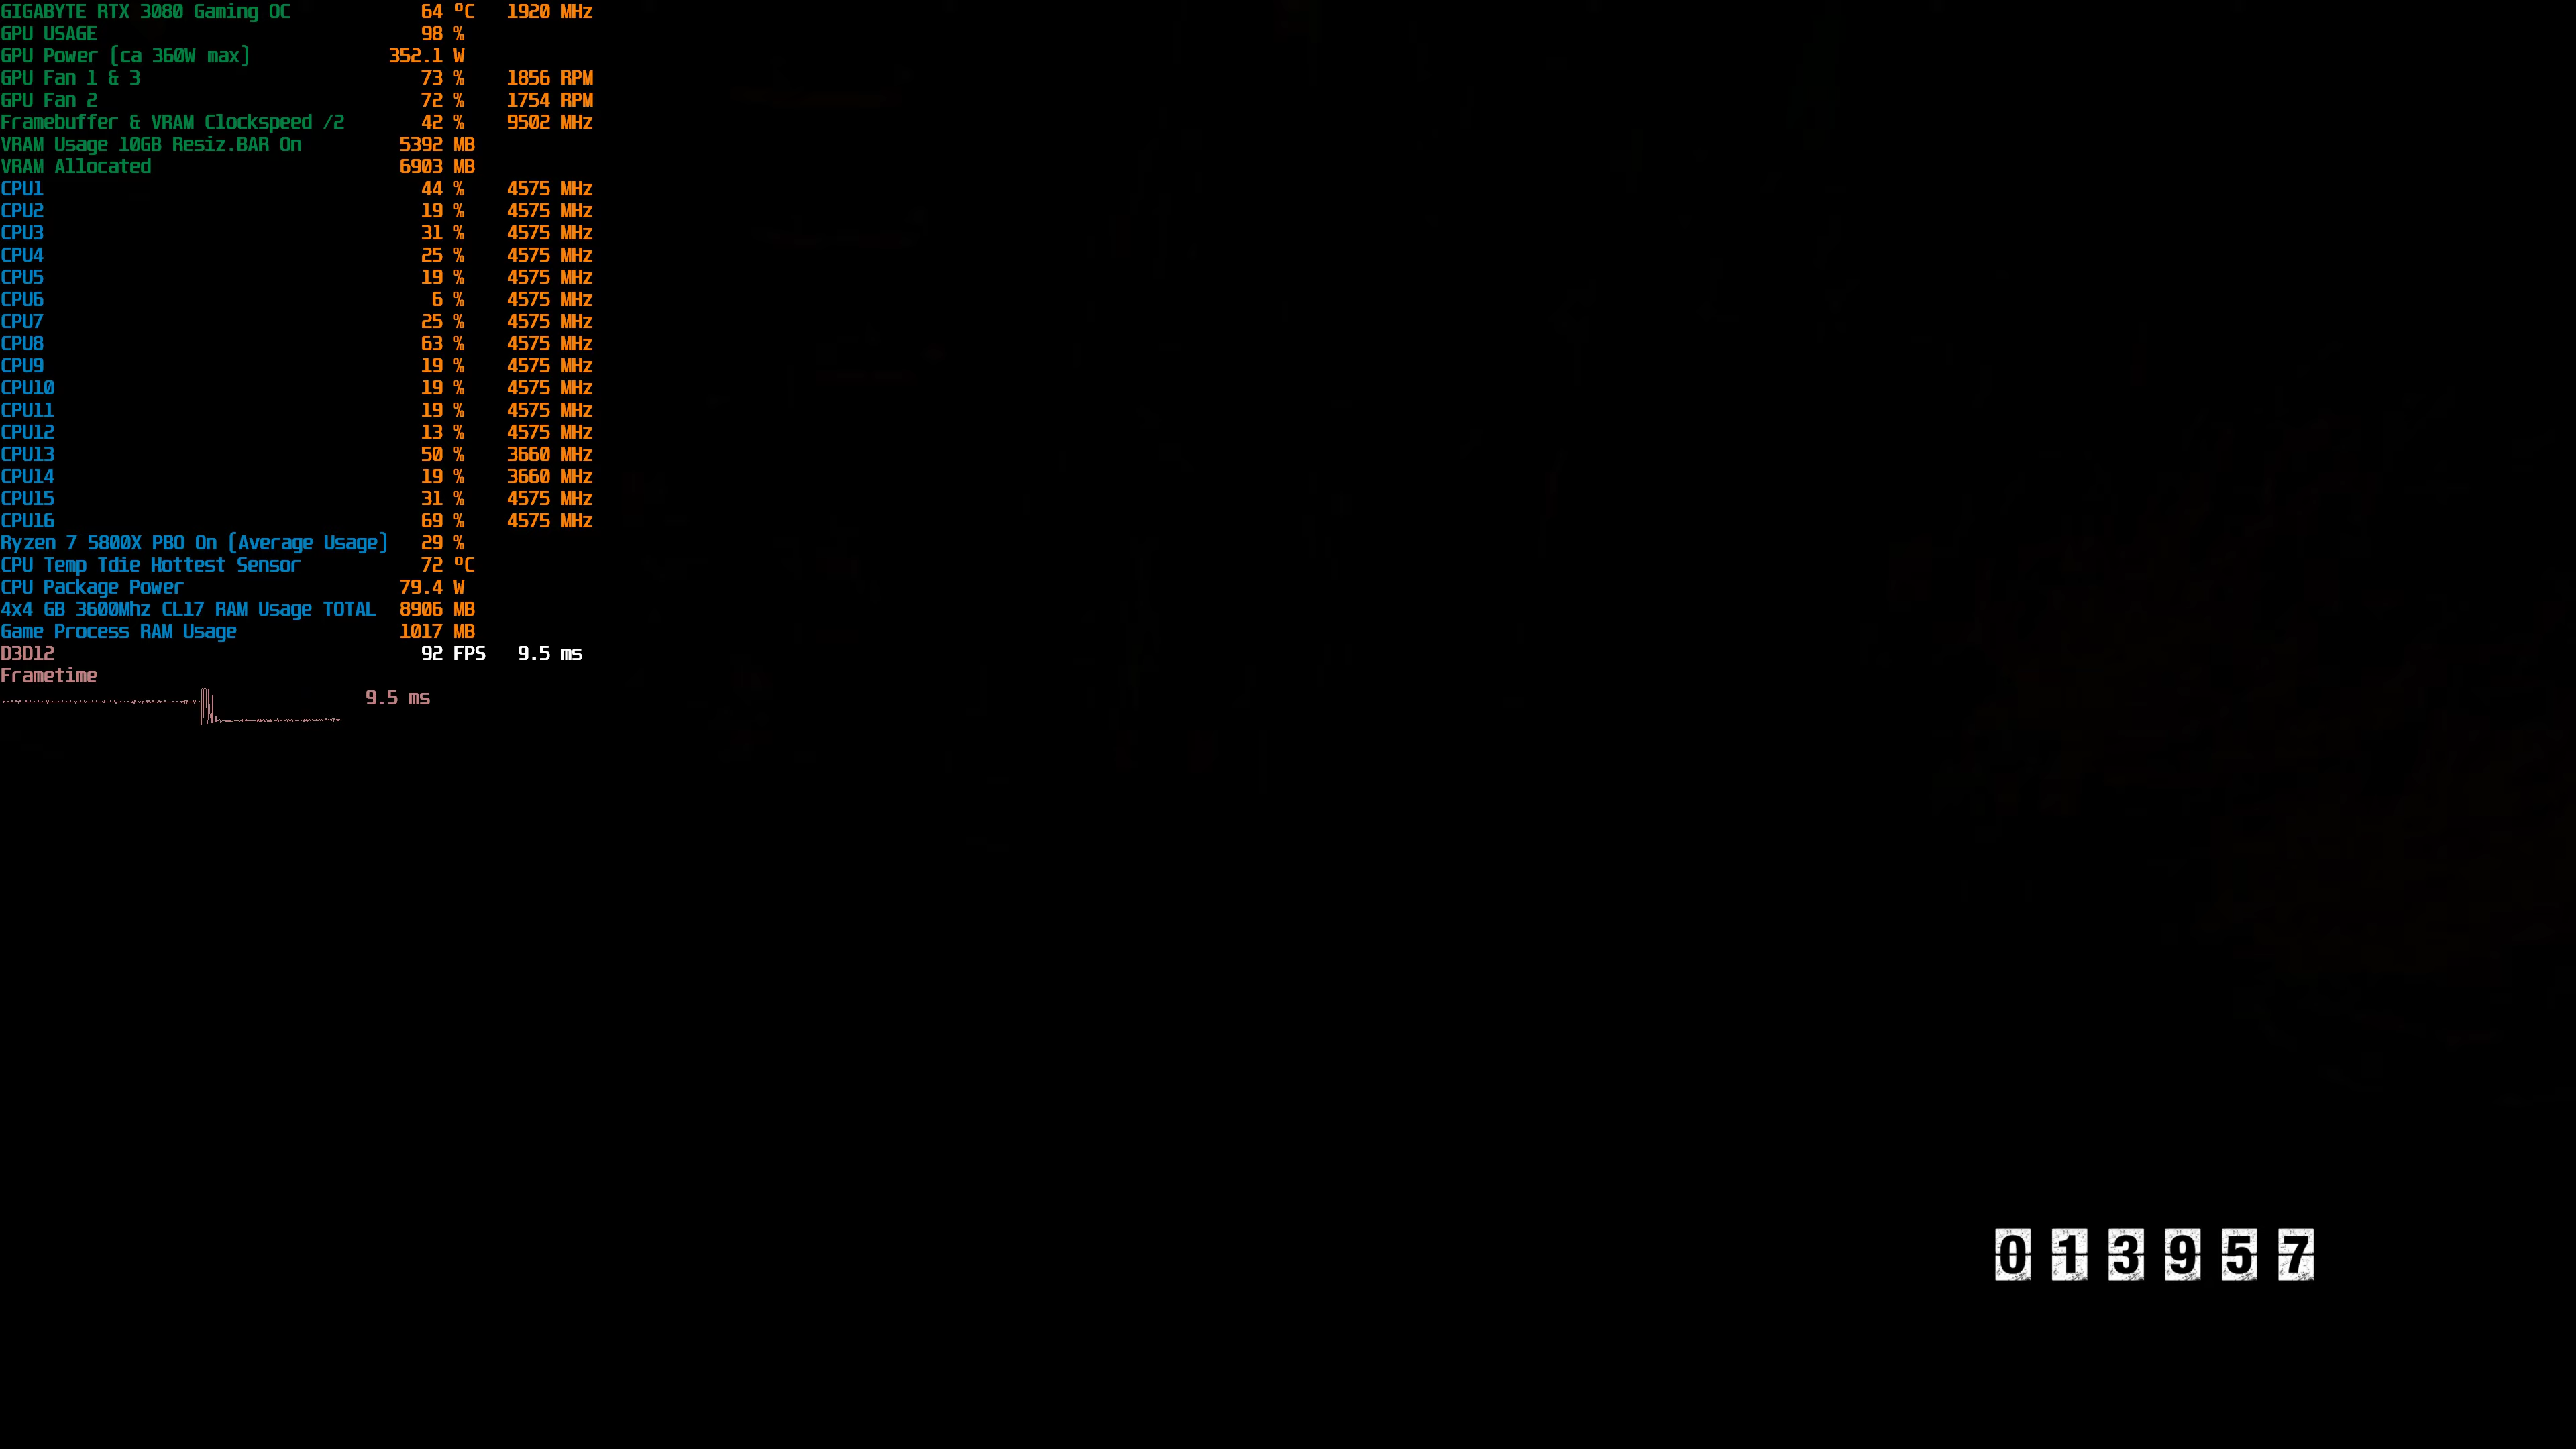 GIGABYTE RTX 3080 Gaming OC 64 °C 1920 MHz
GPU USAGE 98 %
GPU Power (ca 360W max) 352.1 W
GPU Fan 1 & 3 73 % 1856 RPM
GPU Fan 2 72 % 1754 RPM
Framebuffer & VRAM Clockspeed /2 42 % 9502 MHz
VRAM Usage 10GB Resiz.BAR On 5392 MB
VRAM Allocated 6903 MB
CPU1 44 % 4575 MHz
CPU2 19 % 4575 MHz
CPU3 31 % 4575 MHz
CPU4 25 % 4575 MHz
CPU5 19 % 4575 MHz
CPU6 6 % 4575 MHz
CPU7 25 % 4575 MHz
CPU8 63 % 4575 MHz
CPU9 19 % 4575 MHz
CPU10 19 % 4575 MHz
CPU11 19 % 4575 MHz
CPU12 13 % 4575 MHz
CPU13 50 % 3660 MHz
CPU14 19 % 3660 MHz
CPU15 31 % 4575 MHz
CPU16 69 % 4575 MHz
Ryzen 7 5800X PBO On (Average Usage) 29 %
CPU Temp Tdie Hottest Sensor 72 °C
CPU Package Power 79.4 W
4x4 GB 3600Mhz CL17 RAM Usage TOTAL 8906 MB
Game Process RAM Usage 1017 MB
D3D12 92 FPS 9.5 ms
Frametime
9.5 ms
0 1 3 9 5 7